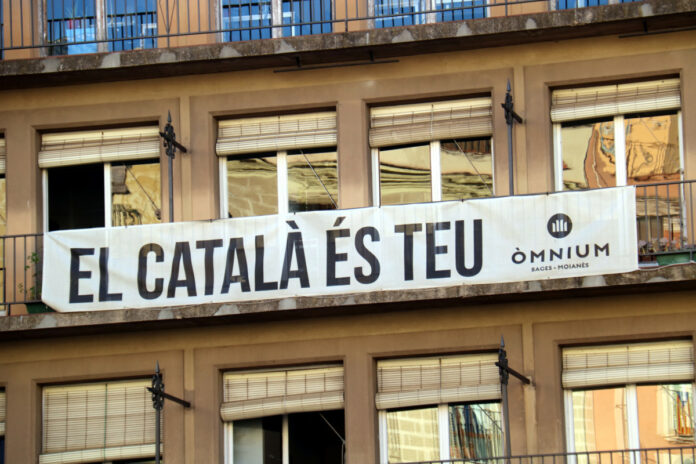 EL CATALÀ ÉS TEU
ÒMNIUM
BAGES - MOIANÈS